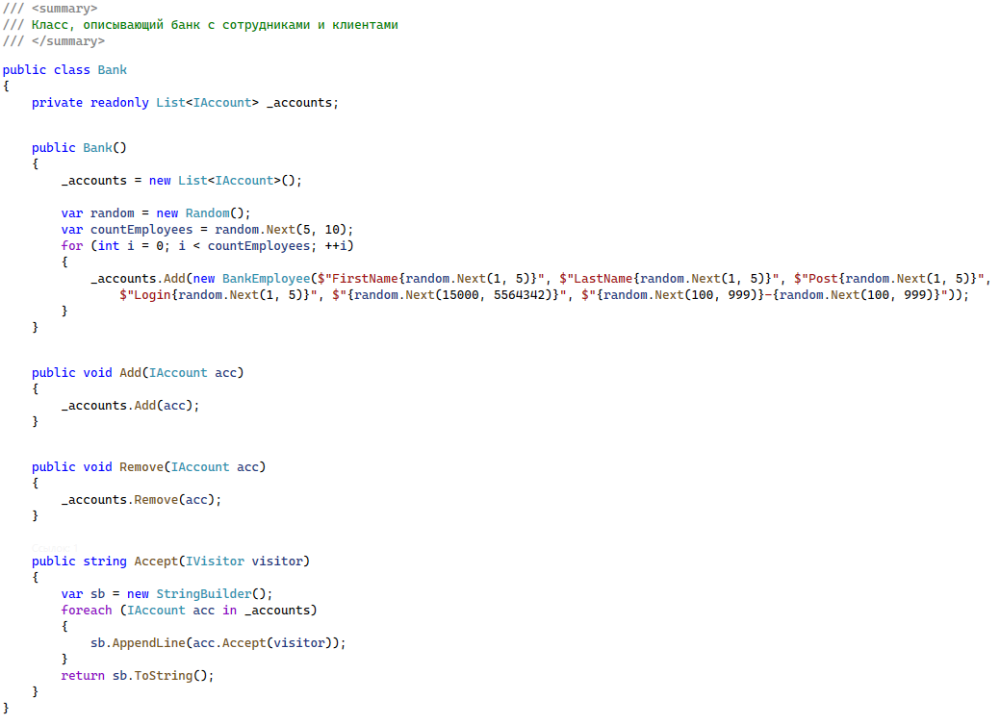 /// <summary>
/// Класс, описывающий банк с сотрудниками и клиентами
/// </summary>
public class Bank
{
    private readonly List<IAccount> _accounts;
    public Bank()
    {
        _accounts = new List<IAccount>();
        var random = new Random();
        var countEmployees = random.Next(5, 10);
        for (int i = 0; i < countEmployees; ++i)
        {
            _accounts.Add(new BankEmployee($"FirstName{random.Next(1, 5)}", $"LastName{random.Next(1, 5)}", $"Post{random.Next(1, 5)}",
                $"Login{random.Next(1, 5)}", $"{random.Next(15000, 5564342)}", $"{random.Next(100, 999)}-{random.Next(100, 999)}"));
        }
    }
    public void Add(IAccount acc)
    {
        _accounts.Add(acc);
    }
    public void Remove(IAccount acc)
    {
        _accounts.Remove(acc);
    }
    public string Accept(IVisitor visitor)
    {
        var sb = new StringBuilder();
        foreach (IAccount acc in _accounts)
        {
            sb.AppendLine(acc.Accept(visitor));
        }
        return sb.ToString();
    }
}